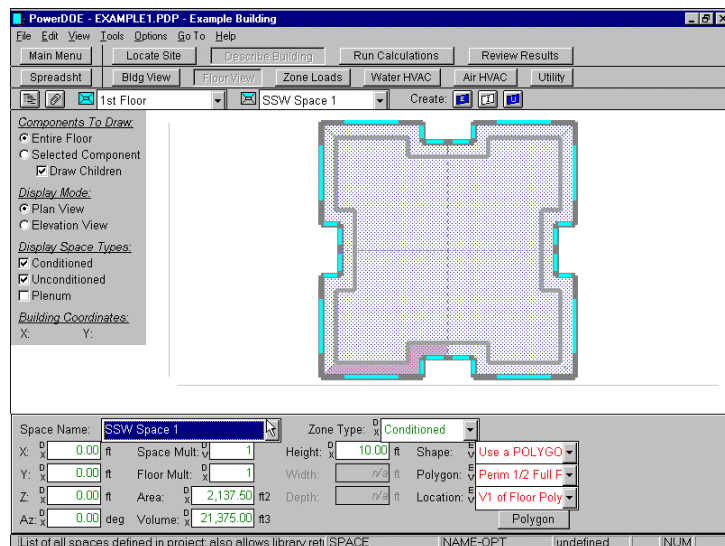 PowerDOE - EXAMPLE1.PDP - Example Building
File Edit View Tools Options Go To Help
Main Menu Locate Site Describe Building Run Calculations Review Results
Spreadsht Bldg View Floor View Zone Loads Water HVAC Air HVAC Utility
1st Floor SSW Space 1 Create: E I U
Components To Draw:
Entire Floor
Selected Component
Draw Children
Display Mode:
Plan View
Elevation View
Display Space Types:
Conditioned
Unconditioned
Plenum
Building Coordinates:
X: Y:
Space Name: SSW Space 1 Zone Type: D X Conditioned
X: D X 0.00 ft Space Mult: D V 1 Height: D X 10.00 ft Shape: E V Use a POLYGO
Y: D X 0.00 ft Floor Mult: D X 1 Width: n/a ft Polygon: E V Perim 1/2 Full F
Z: D X 0.00 ft Area: D X 2,137.50 ft2 Depth: n/a ft Location: E V V1 of Floor Poly
Az: D X 0.00 deg Volume: D X 21,375.00 ft3 Polygon
List of all spaces defined in project; also allows library reti SPACE NAME-OPT undefined NUM